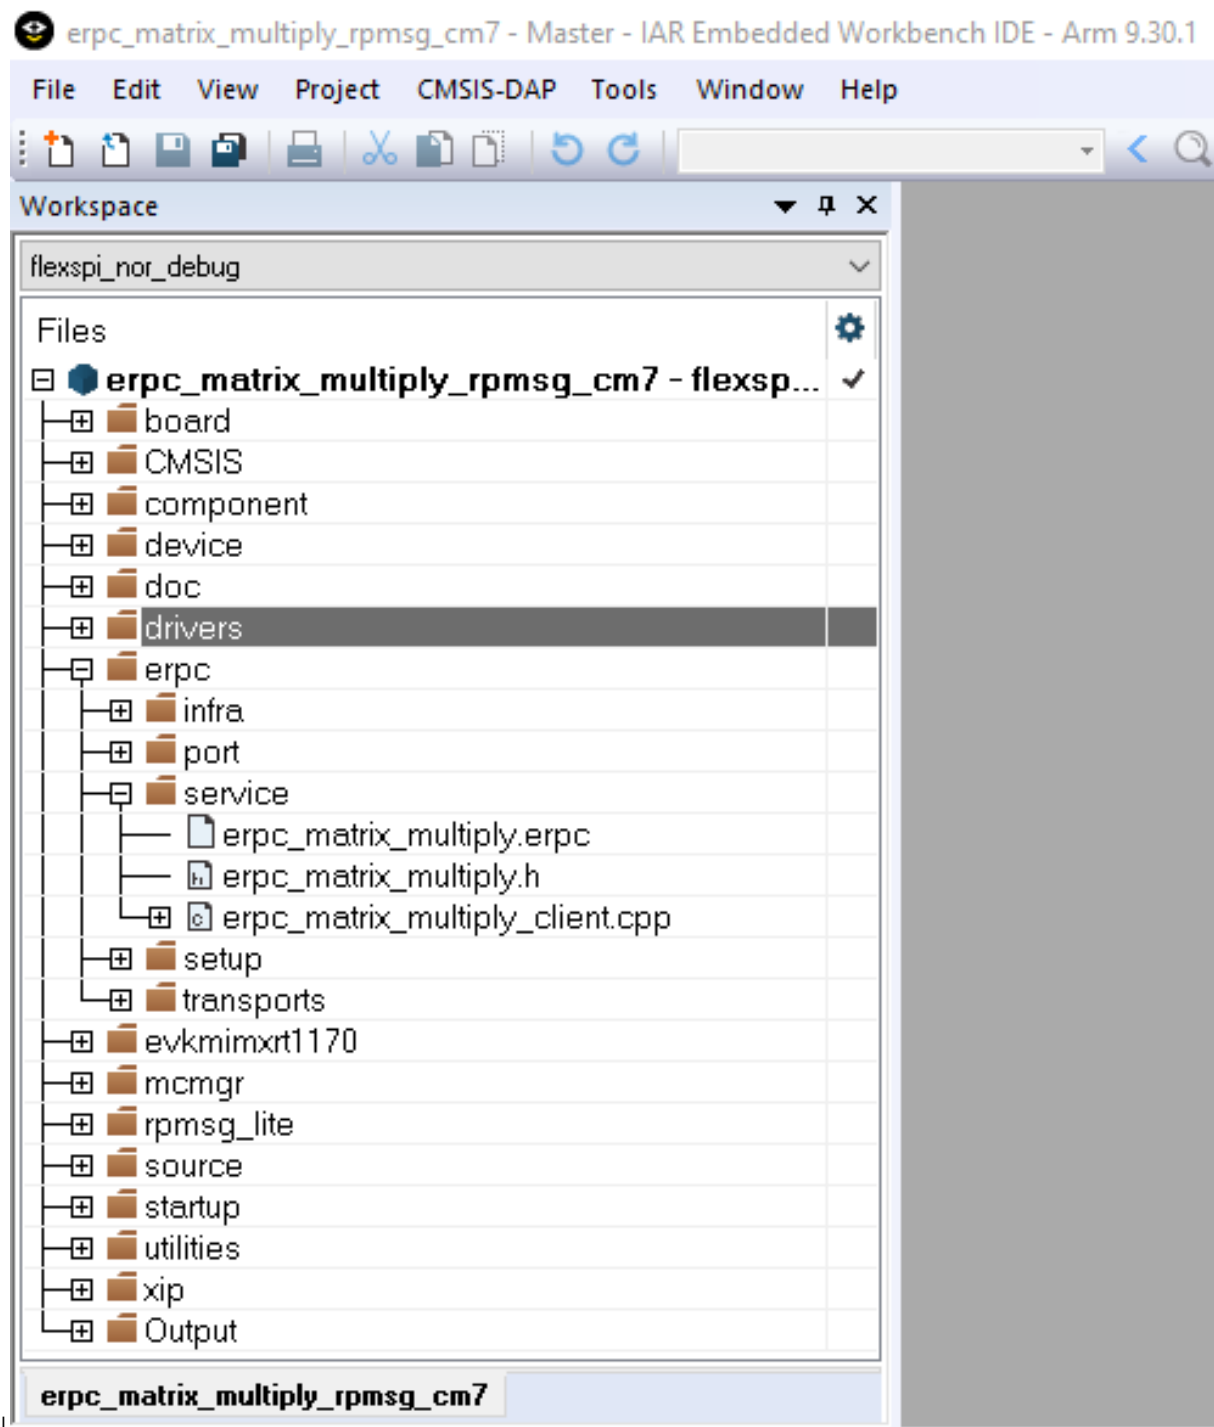 erpc_matrix_multiply_rpmsg_cm7 - Master - IAR Embedded Workbench IDE - Arm 9.30.1
File Edit View Project CMSIS-DAP Tools Window Help
Workspace
flexspi_nor_debug
Files
erpc_matrix_multiply_rpmsg_cm7 - flexsp...
board
CMSIS
component
device
doc
drivers
erpc
infra
port
service
erpc_matrix_multiply.erpc
erpc_matrix_multiply.h
erpc_matrix_multiply_client.cpp
setup
transports
evkmimxrt1170
mcmgr
rpmsg_lite
source
startup
utilities
xip
Output
erpc_matrix_multiply_rpmsg_cm7